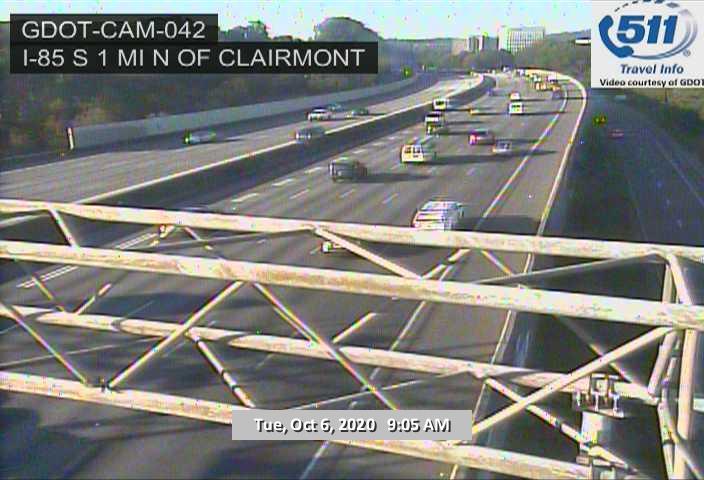 GDOT-CAM-042
I-85 S 1 MI N OF CLAIRMONT
511
Travel Info
Video courtesy of GDOT
Tue, Oct 6, 2020 9:05 AM